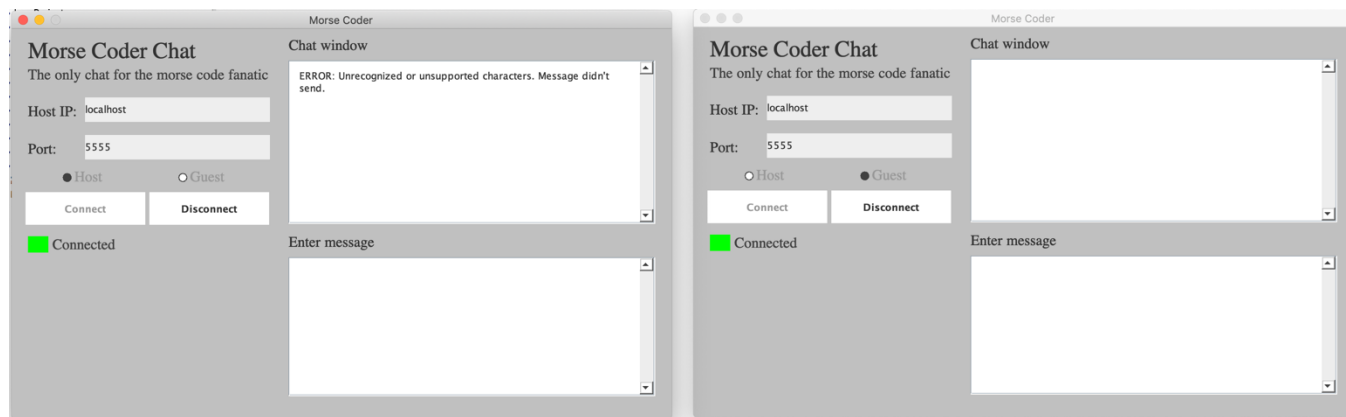 Morse Coder
Morse Coder Chat
The only chat for the morse code fanatic
Host IP: localhost
Port: 5555
Host Guest
Connect Disconnect
Connected
Chat window
ERROR: Unrecognized or unsupported characters. Message didn't
send.
Enter message
Morse Coder
Morse Coder Chat
The only chat for the morse code fanatic
Host IP: localhost
Port: 5555
Host Guest
Connect Disconnect
Connected
Chat window
Enter message